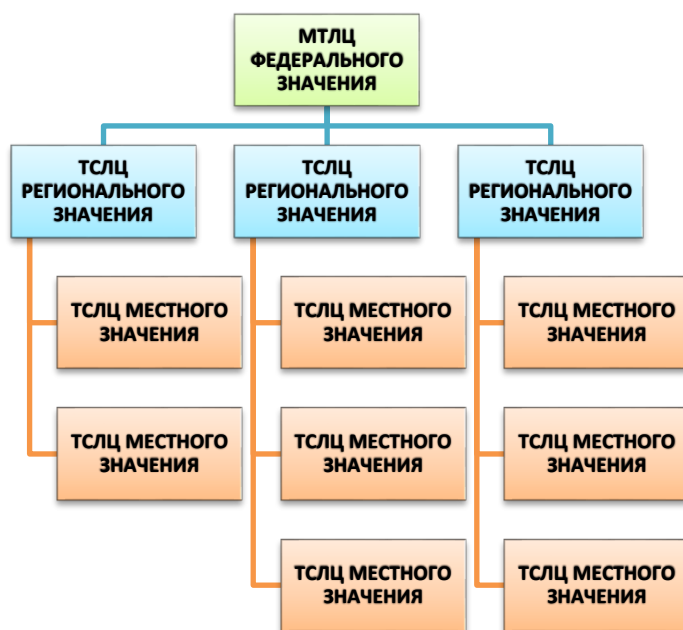 МТЛЦ
ФЕДЕРАЛЬНОГО
ЗНАЧЕНИЯ
ТСЛЦ
РЕГИОНАЛЬНОГО
ЗНАЧЕНИЯ
ТСЛЦ
РЕГИОНАЛЬНОГО
ЗНАЧЕНИЯ
ТСЛЦ
РЕГИОНАЛЬНОГО
ЗНАЧЕНИЯ
ТСЛЦ МЕСТНОГО
ЗНАЧЕНИЯ
ТСЛЦ МЕСТНОГО
ЗНАЧЕНИЯ
ТСЛЦ МЕСТНОГО
ЗНАЧЕНИЯ
ТСЛЦ МЕСТНОГО
ЗНАЧЕНИЯ
ТСЛЦ МЕСТНОГО
ЗНАЧЕНИЯ
ТСЛЦ МЕСТНОГО
ЗНАЧЕНИЯ
ТСЛЦ МЕСТНОГО
ЗНАЧЕНИЯ
ТСЛЦ МЕСТНОГО
ЗНАЧЕНИЯ